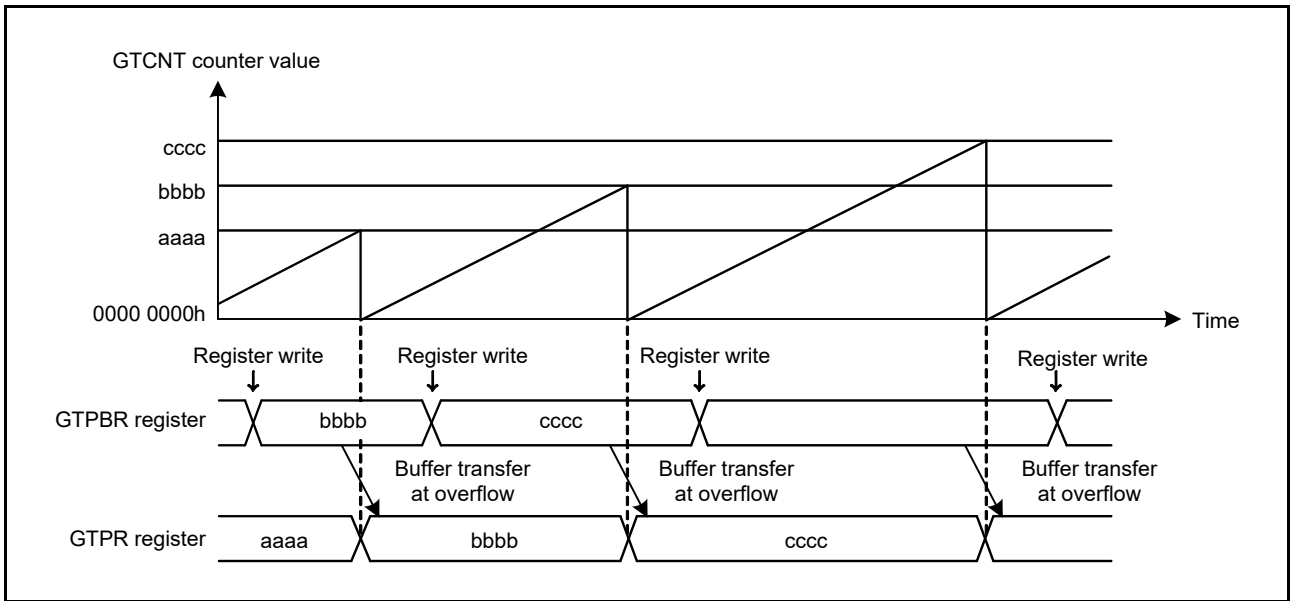 GTCNT counter value
cccc
bbbb
aaaa
0000 0000h
Time
Register write
Register write
Register write
Register write
GTPBR register
bbbb
cccc
Buffer transfer
at overflow
Buffer transfer
at overflow
Buffer transfer
at overflow
GTPR register
aaaa
bbbb
cccc